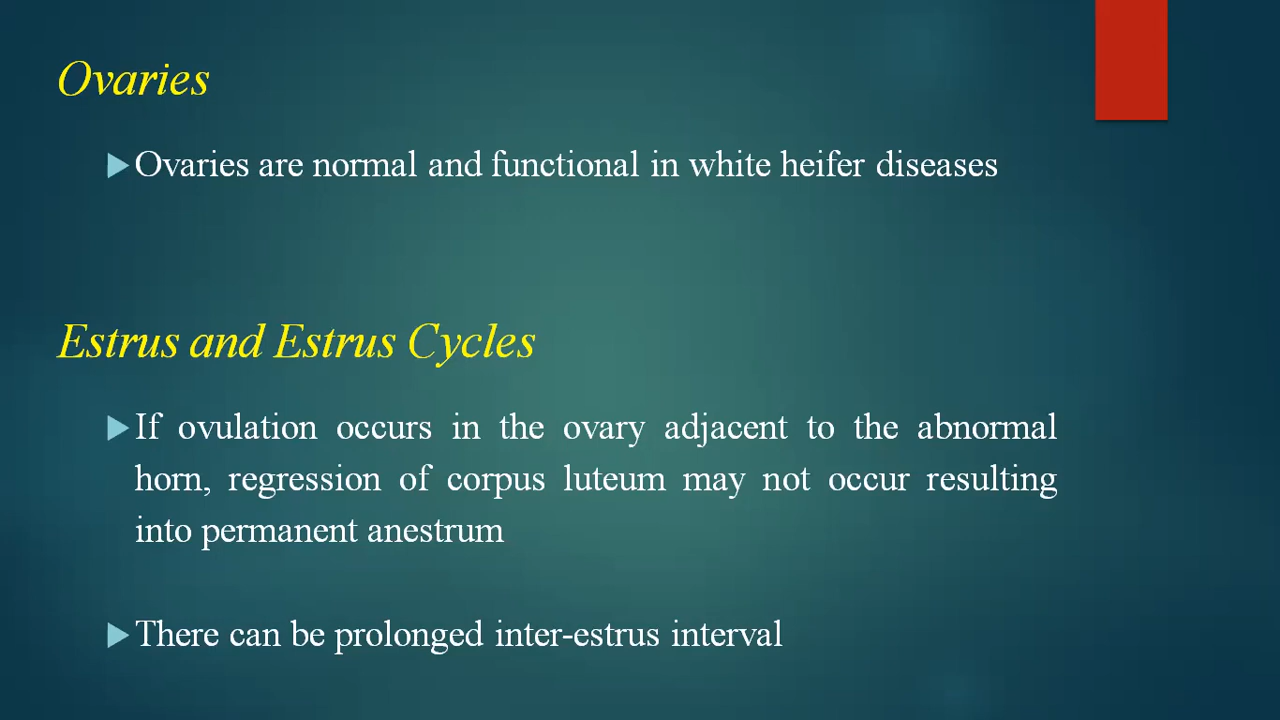 Ovaries
Ovaries are normal and functional in white heifer diseases
Estrus and Estrus Cycles
If ovulation occurs in the ovary adjacent to the abnormal
horn, regression of corpus luteum may not occur resulting
into permanent anestrum
There can be prolonged inter-estrus interval